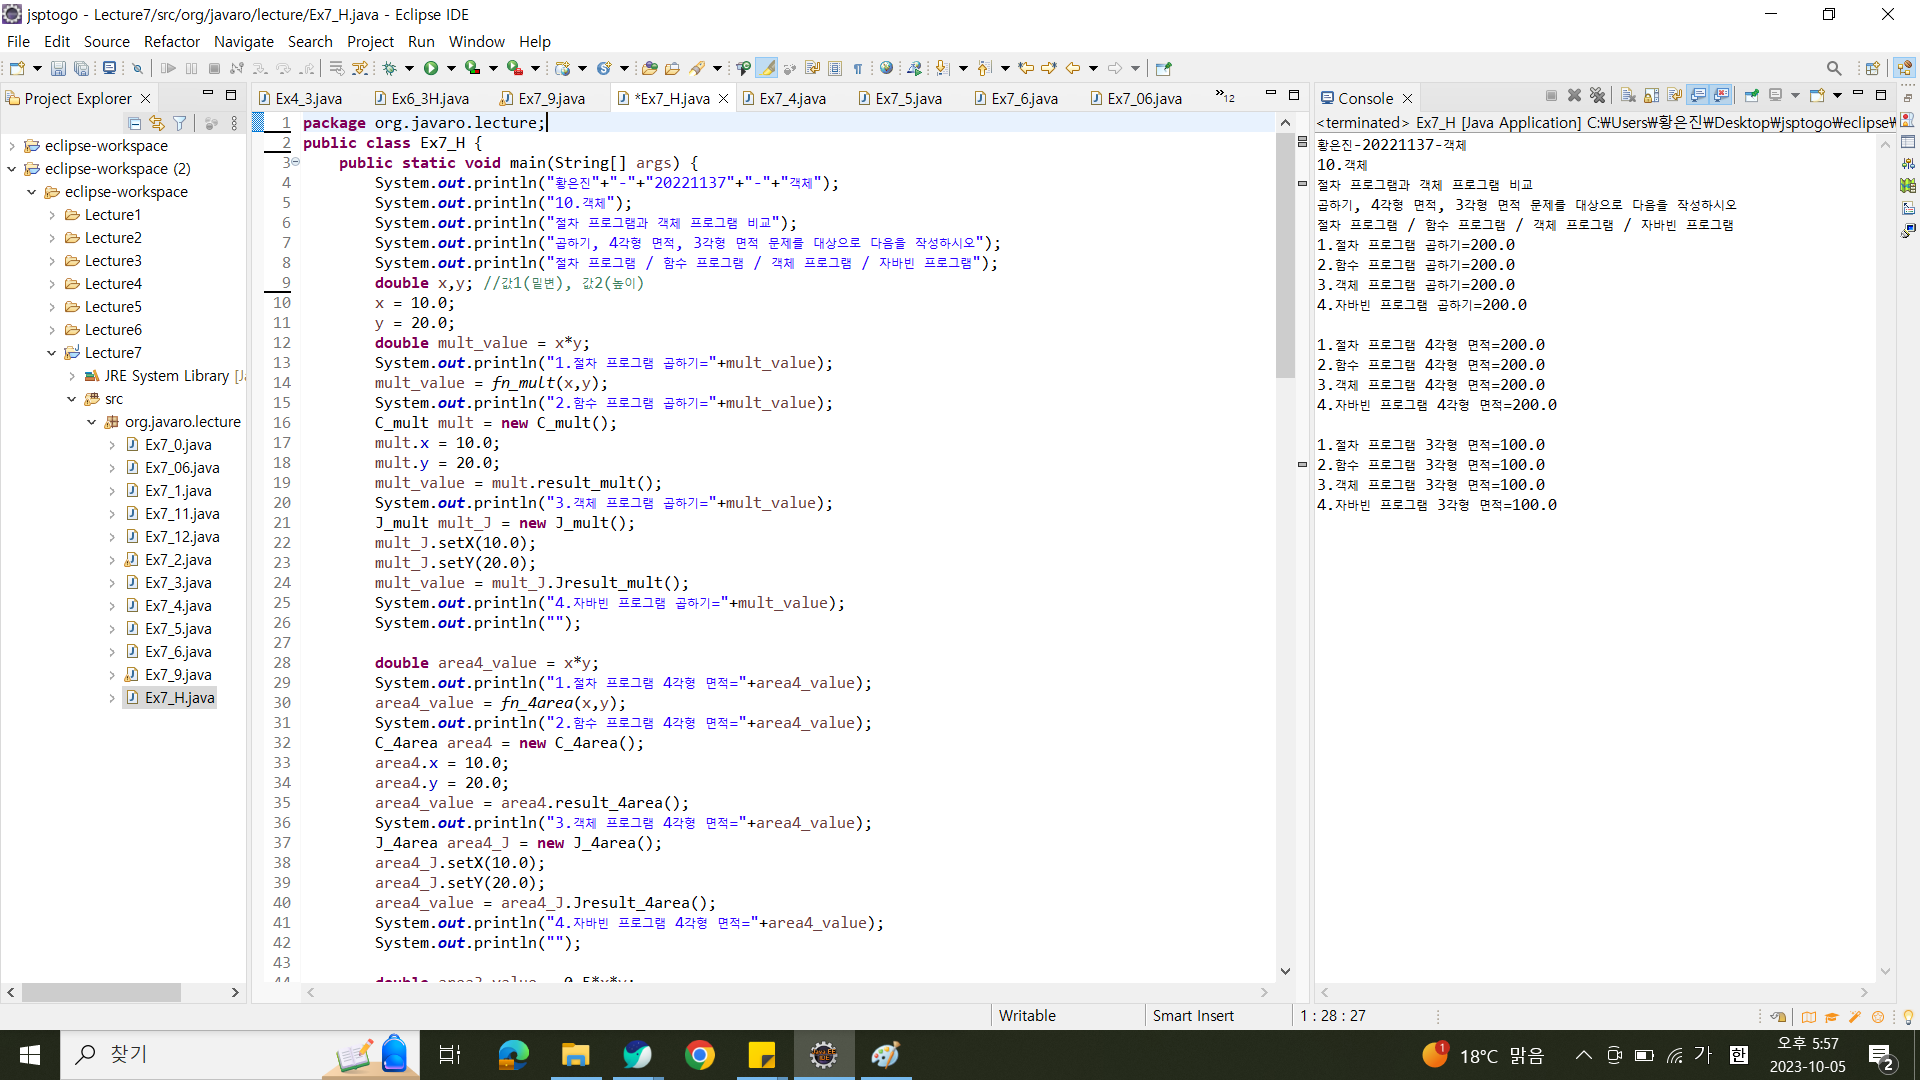 jsptogo - Lecture7/src/org/javaro/lecture/Ex7_H.java - Eclipse IDE
File Edit Source Refactor Navigate Search Project Run Window Help
Project Explorer
eclipse-workspace
eclipse-workspace (2)
eclipse-workspace
Lecture1
Lecture2
Lecture3
Lecture4
Lecture5
Lecture6
Lecture7
JRE System Library
src
org.javaro.lecture
Ex7_0.java
Ex7_06.java
Ex7_1.java
Ex7_11.java
Ex7_12.java
Ex7_2.java
Ex7_3.java
Ex7_4.java
Ex7_5.java
Ex7_6.java
Ex7_9.java
Ex7_H.java
Ex4_3.java Ex6_3H.java Ex7_9.java *Ex7_H.java Ex7_4.java Ex7_5.java Ex7_6.java Ex7_06.java »12
1 package org.javaro.lecture;
2 public class Ex7_H {
3 public static void main(String[] args) {
4 System.out.println("황은진"+"-"+"20221137"+"-"+"객체");
5 System.out.println("10.객체");
6 System.out.println("절차 프로그램과 객체 프로그램 비교");
7 System.out.println("곱하기, 4각형 면적, 3각형 면적 문제를 대상으로 다음을 작성하시오");
8 System.out.println("절차 프로그램 / 함수 프로그램 / 객체 프로그램 / 자바빈 프로그램");
9 double x,y; //값1(밑변), 값2(높이)
10 x = 10.0;
11 y = 20.0;
12 double mult_value = x*y;
13 System.out.println("1.절차 프로그램 곱하기="+mult_value);
14 mult_value = fn_mult(x,y);
15 System.out.println("2.함수 프로그램 곱하기="+mult_value);
16 C_mult mult = new C_mult();
17 mult.x = 10.0;
18 mult.y = 20.0;
19 mult_value = mult.result_mult();
20 System.out.println("3.객체 프로그램 곱하기="+mult_value);
21 J_mult mult_J = new J_mult();
22 mult_J.setX(10.0);
23 mult_J.setY(20.0);
24 mult_value = mult_J.Jresult_mult();
25 System.out.println("4.자바빈 프로그램 곱하기="+mult_value);
26 System.out.println("");
27
28 double area4_value = x*y;
29 System.out.println("1.절차 프로그램 4각형 면적="+area4_value);
30 area4_value = fn_4area(x,y);
31 System.out.println("2.함수 프로그램 4각형 면적="+area4_value);
32 C_4area area4 = new C_4area();
33 area4.x = 10.0;
34 area4.y = 20.0;
35 area4_value = area4.result_4area();
36 System.out.println("3.객체 프로그램 4각형 면적="+area4_value);
37 J_4area area4_J = new J_4area();
38 area4_J.setX(10.0);
39 area4_J.setY(20.0);
40 area4_value = area4_J.Jresult_4area();
41 System.out.println("4.자바빈 프로그램 4각형 면적="+area4_value);
42 System.out.println("");
43
44 double area3_value = 0.5*x*y;
Console
<terminated> Ex7_H [Java Application] C:₩Users₩황은진₩Desktop₩jsptogo₩eclipse₩
황은진-20221137-객체
10.객체
절차 프로그램과 객체 프로그램 비교
곱하기, 4각형 면적, 3각형 면적 문제를 대상으로 다음을 작성하시오
절차 프로그램 / 함수 프로그램 / 객체 프로그램 / 자바빈 프로그램
1.절차 프로그램 곱하기=200.0
2.함수 프로그램 곱하기=200.0
3.객체 프로그램 곱하기=200.0
4.자바빈 프로그램 곱하기=200.0
1.절차 프로그램 4각형 면적=200.0
2.함수 프로그램 4각형 면적=200.0
3.객체 프로그램 4각형 면적=200.0
4.자바빈 프로그램 4각형 면적=200.0
1.절차 프로그램 3각형 면적=100.0
2.함수 프로그램 3각형 면적=100.0
3.객체 프로그램 3각형 면적=100.0
4.자바빈 프로그램 3각형 면적=100.0
Writable Smart Insert 1 : 28 : 27
찾기
1 18°C 맑음 가 한 오후 5:57
2023-10-05
2